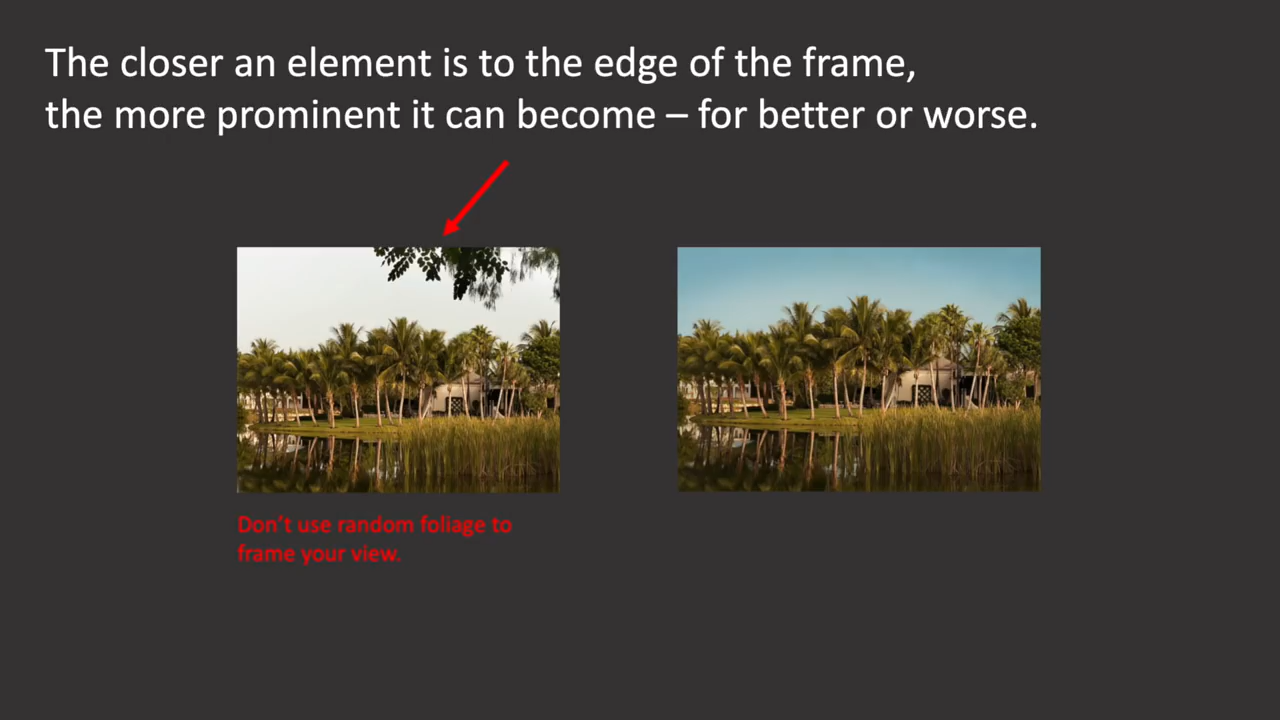 The closer an element is to the edge of the frame,
the more prominent it can become – for better or worse.
Don’t use random foliage to
frame your view.